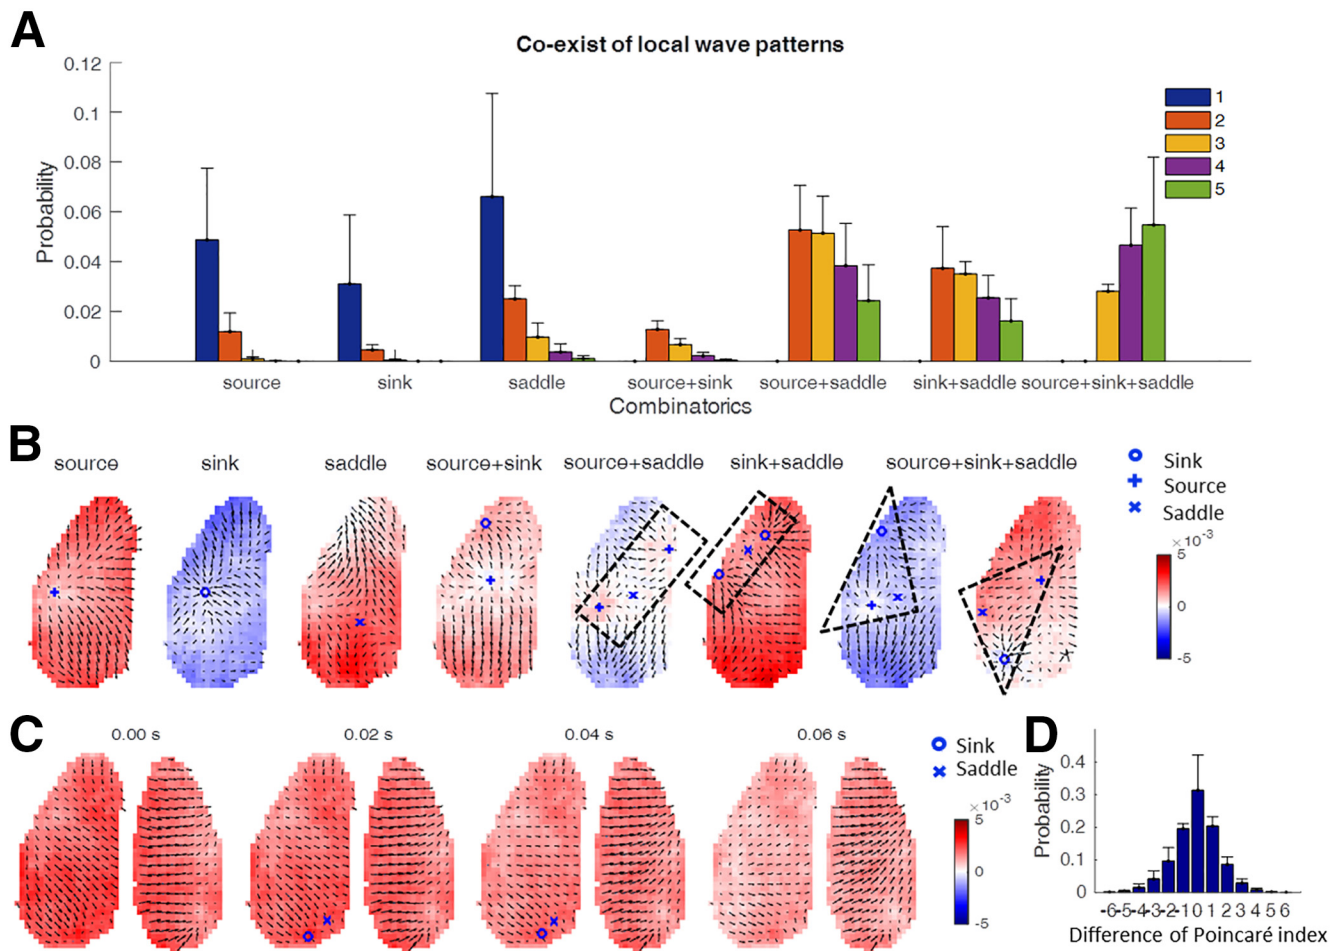 A
Co-exist of local wave patterns
0.12
0.1
0.08
0.06
0.04
0.02
0
Probability
1
2
3
4
5
source sink saddle source+sink source+saddle sink+saddle source+sink+saddle
Combinatorics
B
source sink saddle source+sink source+saddle sink+saddle source+sink+saddle
Sink
Source
Saddle
×10⁻³
5
0
-5
C
0.00 s 0.02 s 0.04 s 0.06 s
Sink
Saddle
×10⁻³
5
0
-5
D
0.4
0.3
0.2
0.1
0
Probability
-6-5-4-3-2-1 0 1 2 3 4 5 6
Difference of Poincaré index